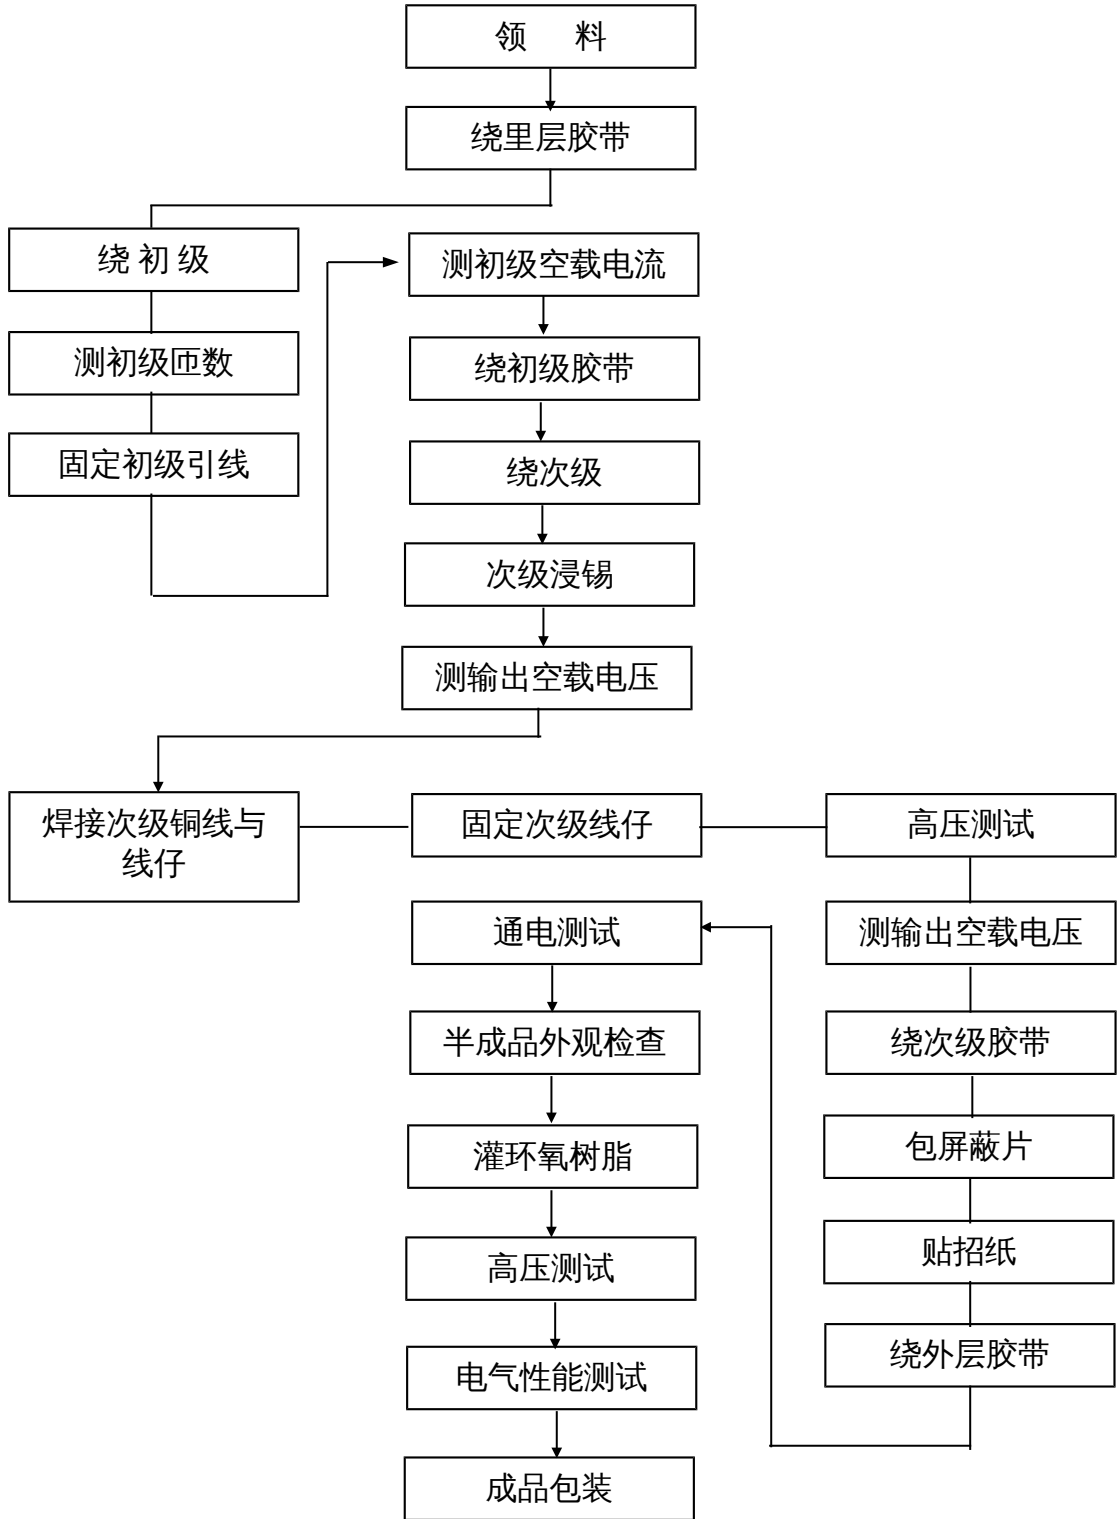 领 料
绕里层胶带
绕 初 级
测初级匝数
固定初级引线
测初级空载电流
绕初级胶带
绕次级
次级浸锡
测输出空载电压
焊接次级铜线与
线仔
固定次级线仔
高压测试
测输出空载电压
绕次级胶带
包屏蔽片
贴招纸
绕外层胶带
通电测试
半成品外观检查
灌环氧树脂
高压测试
电气性能测试
成品包装